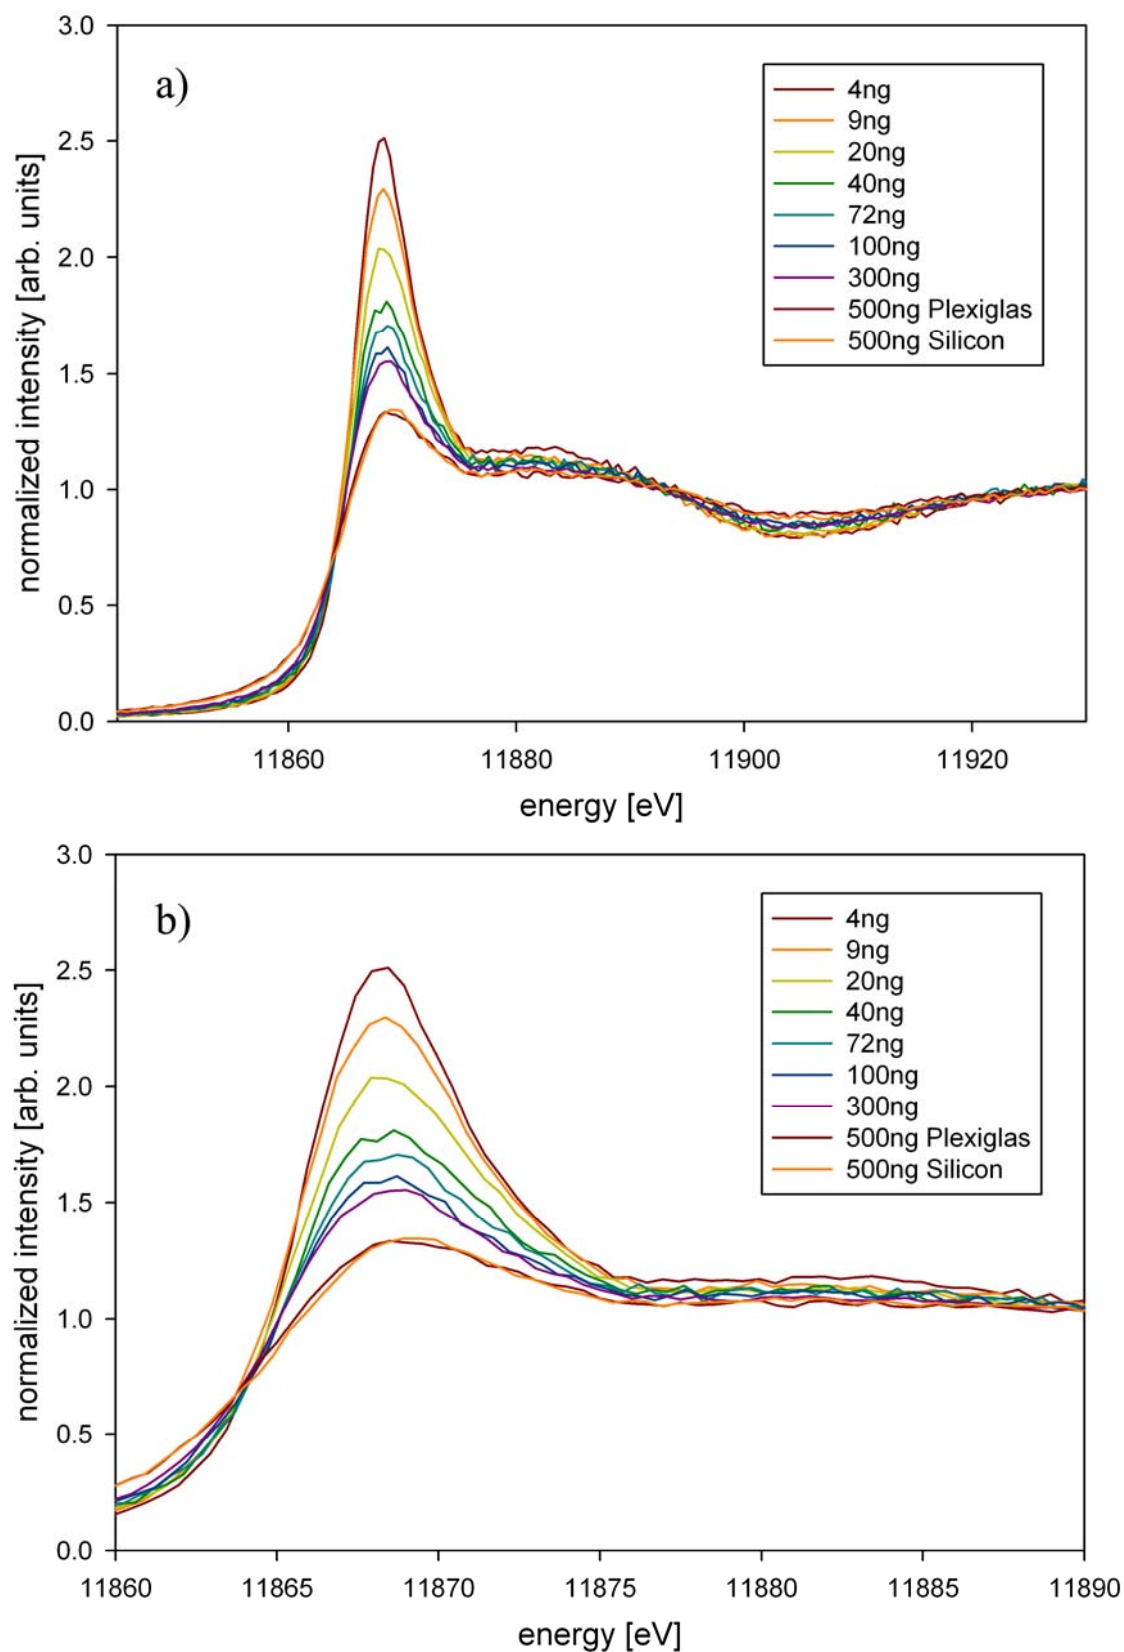 a)
3.0
2.5
2.0
1.5
1.0
0.5
0.0
normalized intensity [arb. units]
4ng
9ng
20ng
40ng
72ng
100ng
300ng
500ng Plexiglas
500ng Silicon
11860 11880 11900 11920
energy [eV]
b)
3.0
2.5
2.0
1.5
1.0
0.5
0.0
normalized intensity [arb. units]
4ng
9ng
20ng
40ng
72ng
100ng
300ng
500ng Plexiglas
500ng Silicon
11860 11865 11870 11875 11880 11885 11890
energy [eV]